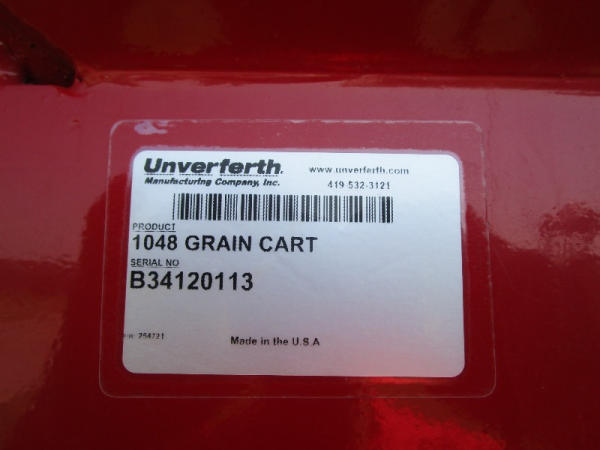 Unverferth. www.unverferth.com
Manufacturing Company, Inc. 419-532-3121
PRODUCT
1048 GRAIN CART
SERIAL NO
B34120113
254721 Made in the U.S.A